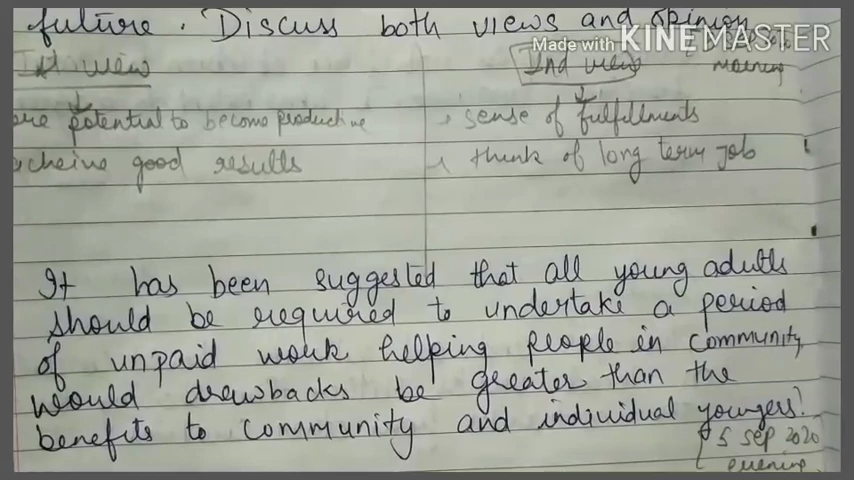 future. Discuss both views and opinion
Made with KINEMASTER
Ist view
IInd view
morning
potential to become productive
, sense of fulfillments
acheive good results
, think of long term job
It has been suggested that all young adults
should be required to undertake a period
of unpaid work helping people in community
would drawbacks be greater than the
benefits to community and individual youngers?
5 Sep 2020
evening